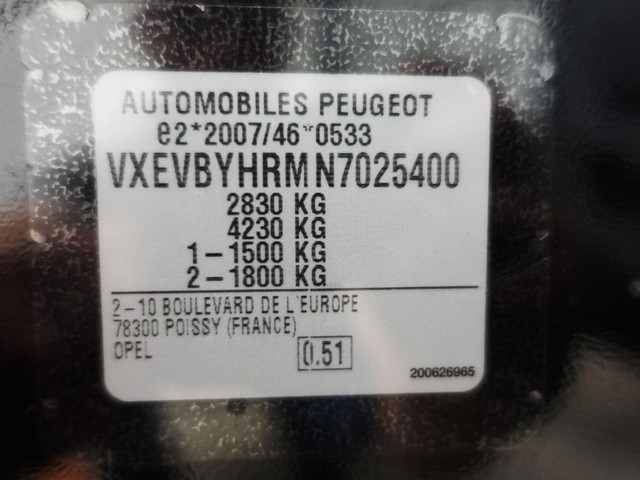 AUTOMOBILES PEUGEOT
e2*2007/46*0533
VXEVBYHRMN7025400
2830 KG
4230 KG
1-1500 KG
2-1800 KG
2-10 BOULEVARD DE L'EUROPE
78300 POISSY (FRANCE)
OPEL 0.51
200626965